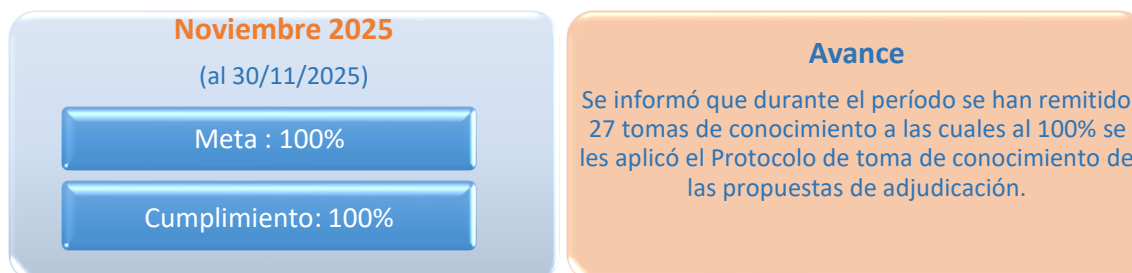 Noviembre 2025
(al 30/11/2025)
Meta : 100%
Cumplimiento: 100%
Avance
Se informó que durante el período se han remitido
27 tomas de conocimiento a las cuales al 100% se
les aplicó el Protocolo de toma de conocimiento de
las propuestas de adjudicación.